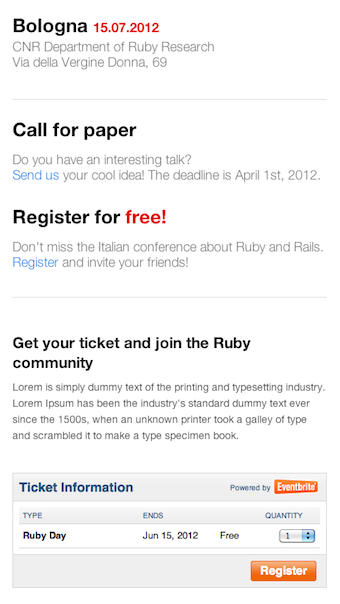 Bologna 15.07.2012
CNR Department of Ruby Research
Via della Vergine Donna, 69
Call for paper
Do you have an interesting talk?
Send us your cool idea! The deadline is April 1st, 2012.
Register for free!
Don't miss the Italian conference about Ruby and Rails.
Register and invite your friends!
Get your ticket and join the Ruby
community
Lorem is simply dummy text of the printing and typesetting industry.
Lorem Ipsum has been the industry's standard dummy text ever
since the 1500s, when an unknown printer took a galley of type
and scrambled it to make a type specimen book.
Ticket Information Powered by Eventbrite
TYPE ENDS QUANTITY
Ruby Day Jun 15, 2012 Free 1
Register